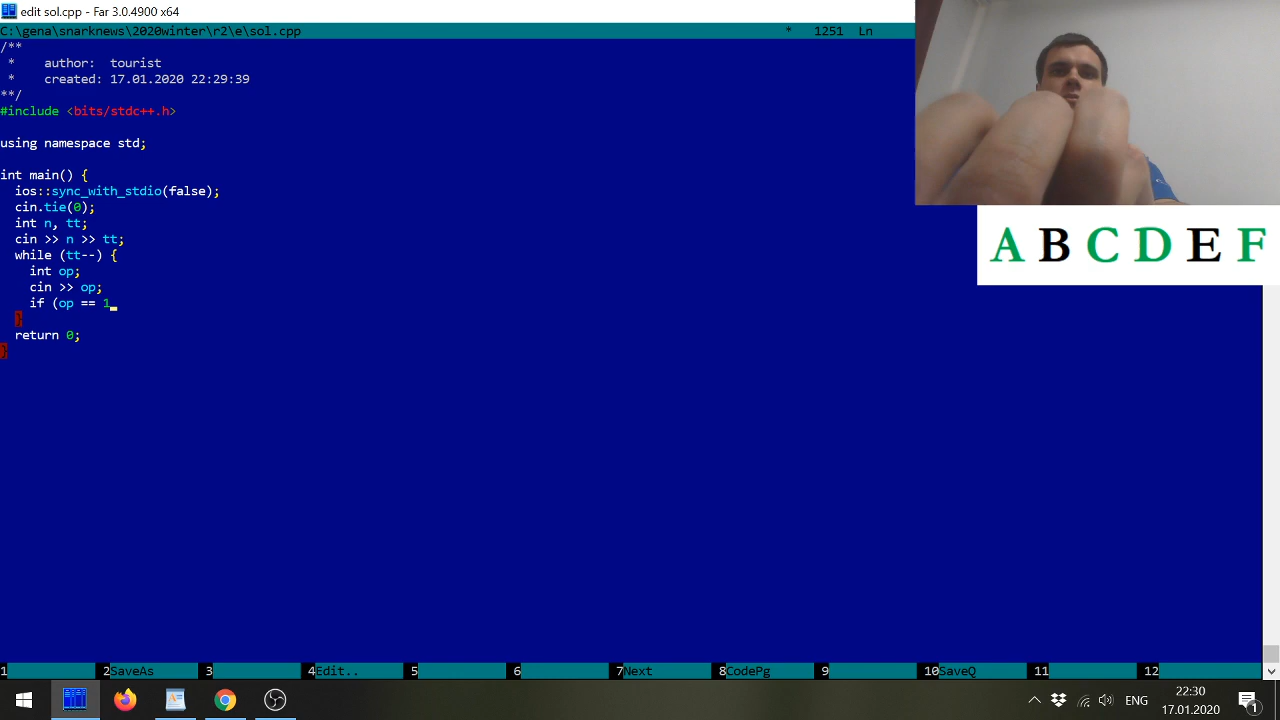 edit sol.cpp - Far 3.0.4900 x64
C:\gena\snarknews\2020winter\r2\e\sol.cpp * 1251 Ln
/**
 *    author:  tourist
 *    created: 17.01.2020 22:29:39
**/
#include <bits/stdc++.h>
using namespace std;
int main() {
  ios::sync_with_stdio(false);
  cin.tie(0);
  int n, tt;
  cin >> n >> tt;
  while (tt--) {
    int op;
    cin >> op;
    if (op == 1_
  }
  return 0;
}
A B C D E F
1 2SaveAs 3 4Edit.. 5 6 7Next 8CodePg 9 10SaveQ 11 12
ENG
22:30
17.01.2020
1